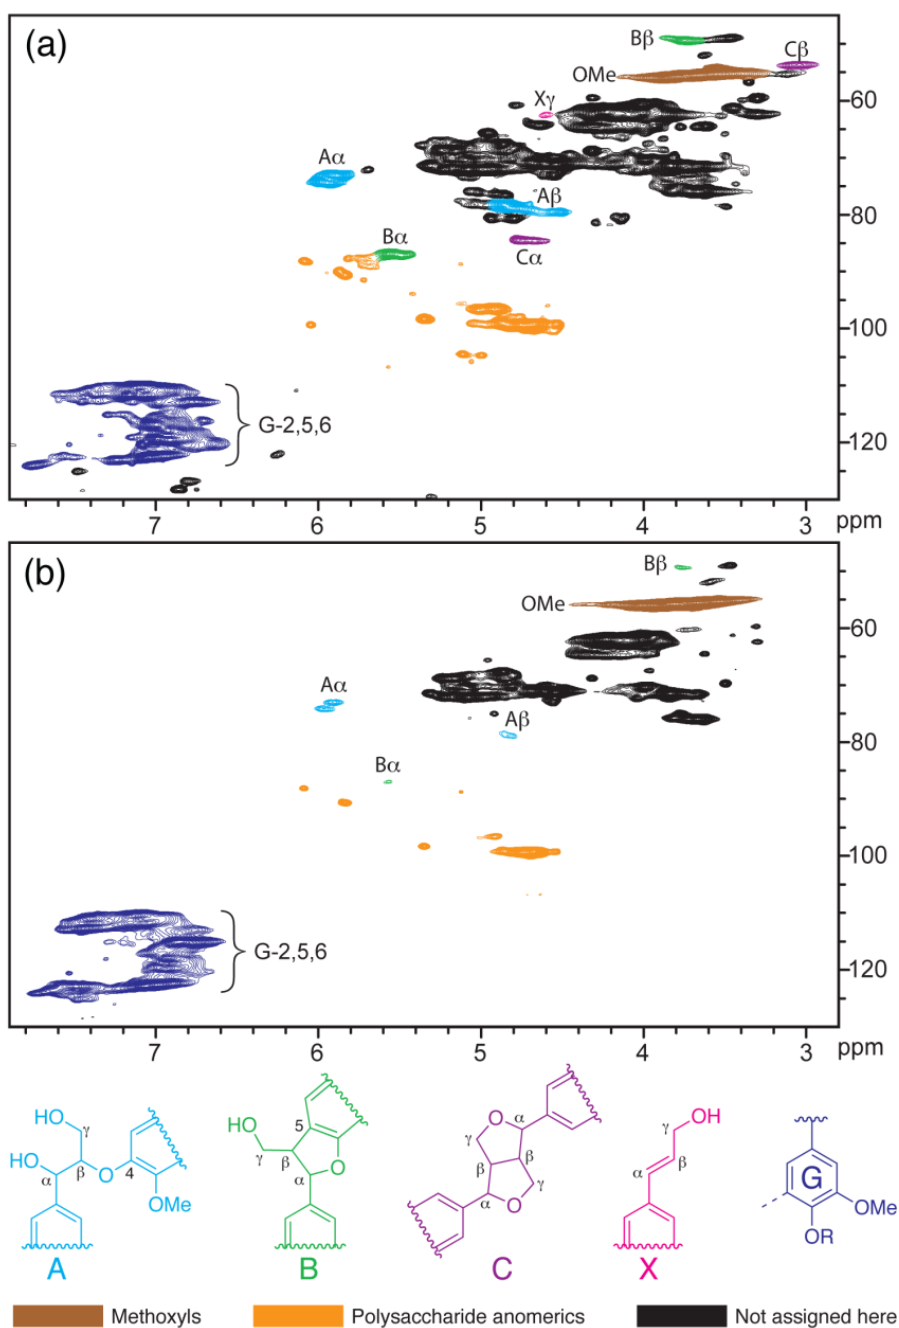 (a)
Bβ
Cβ
OMe
Xγ
60
Aα
Aβ
80
Bα
Cα
100
G-2,5,6
120
7 6 5 4 ppm 3
(b)
Bβ
OMe
60
Aα
Aβ
80
Bα
100
G-2,5,6
120
7 6 5 4 ppm 3
HO γ HO α β O 4 OMe
A
HO γ β 5 α O
B
O α γ β β γ α O
C
OH γ β α
X
G OMe OR
Methoxyls Polysaccharide anomerics Not assigned here